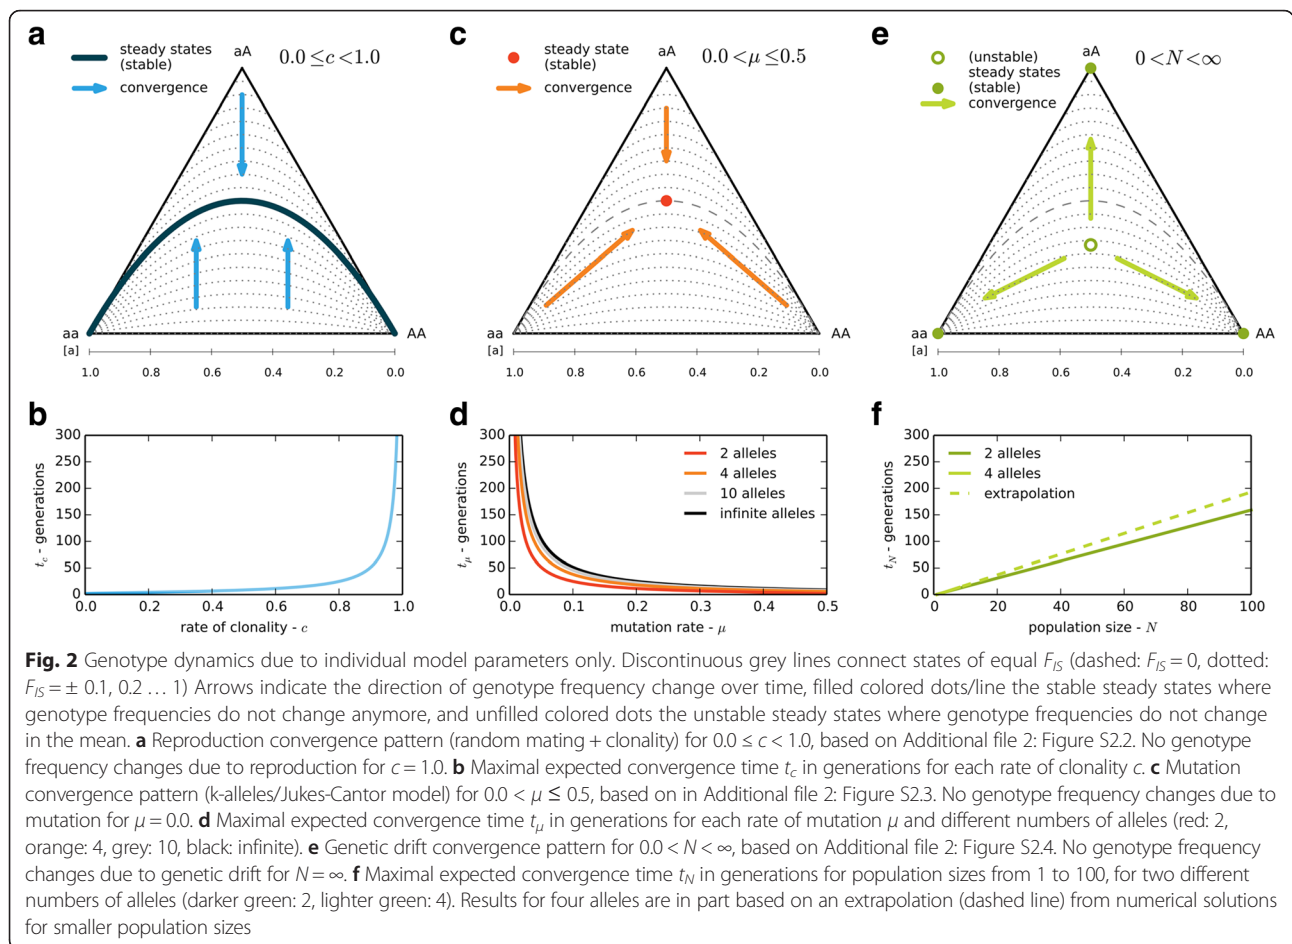 a
steady states
(stable)
convergence
0.0 ≤c<1.0
aA
aa
AA
[a]
1.0 0.8 0.6 0.4 0.2 0.0
c
steady state
(stable)
convergence
0.0<μ≤0.5
aA
aa
AA
[a]
1.0 0.8 0.6 0.4 0.2 0.0
e
(unstable)
steady states
(stable)
convergence
0<N<∞
aA
aa
AA
[a]
1.0 0.8 0.6 0.4 0.2 0.0
b
300
250
200
150
100
50
0
t_c - generations
0.0 0.2 0.4 0.6 0.8 1.0
rate of clonality - c
d
300
250
200
150
100
50
0
t_μ - generations
2 alleles
4 alleles
10 alleles
infinite alleles
0.0 0.1 0.2 0.3 0.4 0.5
mutation rate - μ
f
300
250
200
150
100
50
0
t_N - generations
2 alleles
4 alleles
extrapolation
0 20 40 60 80 100
population size - N
Fig. 2 Genotype dynamics due to individual model parameters only. Discontinuous grey lines connect states of equal F_IS (dashed: F_IS = 0, dotted:
F_IS = ± 0.1, 0.2 … 1) Arrows indicate the direction of genotype frequency change over time, filled colored dots/line the stable steady states where
genotype frequencies do not change anymore, and unfilled colored dots the unstable steady states where genotype frequencies do not change
in the mean. a Reproduction convergence pattern (random mating + clonality) for 0.0 ≤ c < 1.0, based on Additional file 2: Figure S2.2. No genotype
frequency changes due to reproduction for c = 1.0. b Maximal expected convergence time t_c in generations for each rate of clonality c. c Mutation
convergence pattern (k-alleles/Jukes-Cantor model) for 0.0 < μ ≤ 0.5, based on in Additional file 2: Figure S2.3. No genotype frequency changes due to
mutation for μ = 0.0. d Maximal expected convergence time t_μ in generations for each rate of mutation μ and different numbers of alleles (red: 2,
orange: 4, grey: 10, black: infinite). e Genetic drift convergence pattern for 0.0 < N < ∞, based on Additional file 2: Figure S2.4. No genotype frequency
changes due to genetic drift for N = ∞. f Maximal expected convergence time t_N in generations for population sizes from 1 to 100, for two different
numbers of alleles (darker green: 2, lighter green: 4). Results for four alleles are in part based on an extrapolation (dashed line) from numerical solutions
for smaller population sizes